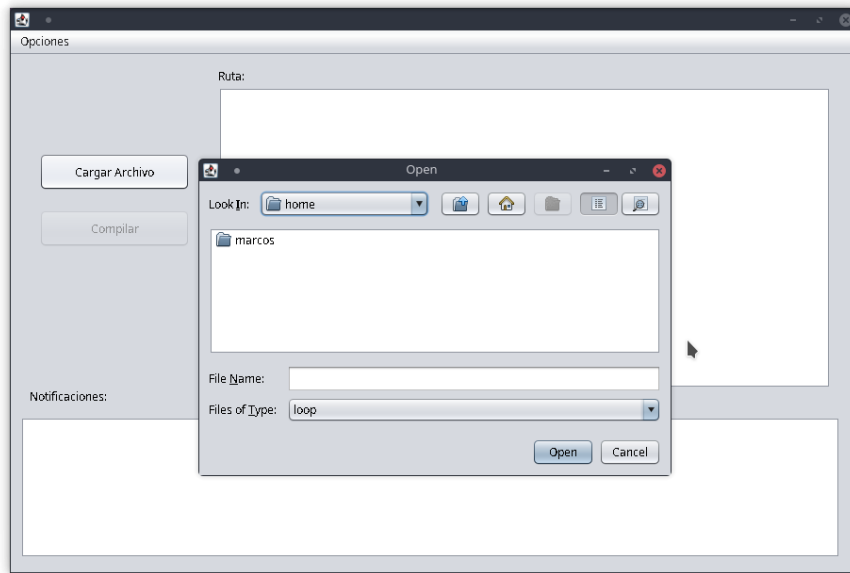 Opciones
Ruta:
Cargar Archivo
Compilar
Open
Look In: home
marcos
File Name:
Files of Type: loop
Open Cancel
Notificaciones: